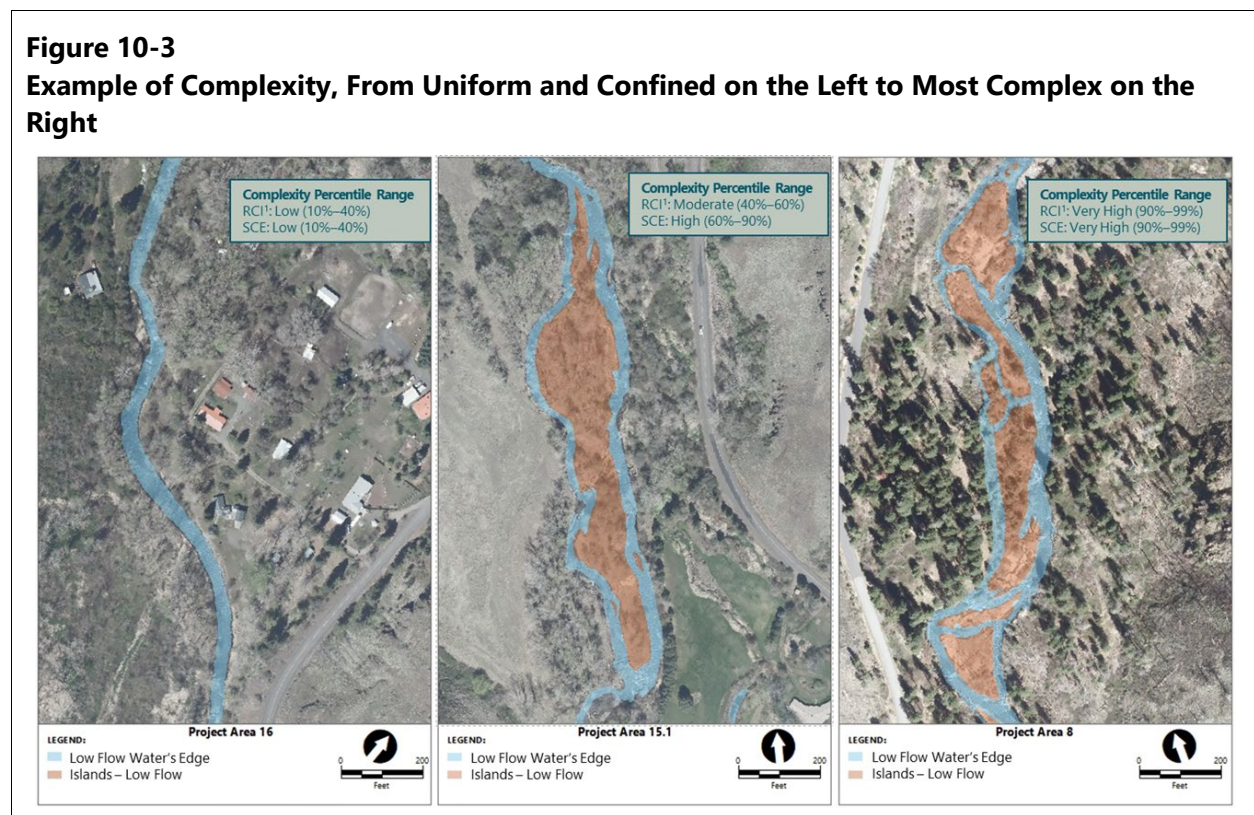 Figure 10-3
Example of Complexity, From Uniform and Confined on the Left to Most Complex on the
Right
Complexity Percentile Range
RCI¹: Low (10%–40%)
SCE: Low (10%–40%)
Project Area 16
LEGEND:
Low Flow Water's Edge
Islands – Low Flow
0 200
Feet
Complexity Percentile Range
RCI¹: Moderate (40%–60%)
SCE: High (60%–90%)
Project Area 15.1
LEGEND:
Low Flow Water's Edge
Islands – Low Flow
0 200
Feet
Complexity Percentile Range
RCI¹: Very High (90%–99%)
SCE: Very High (90%–99%)
Project Area 8
LEGEND:
Low Flow Water's Edge
Islands – Low Flow
0 200
Feet